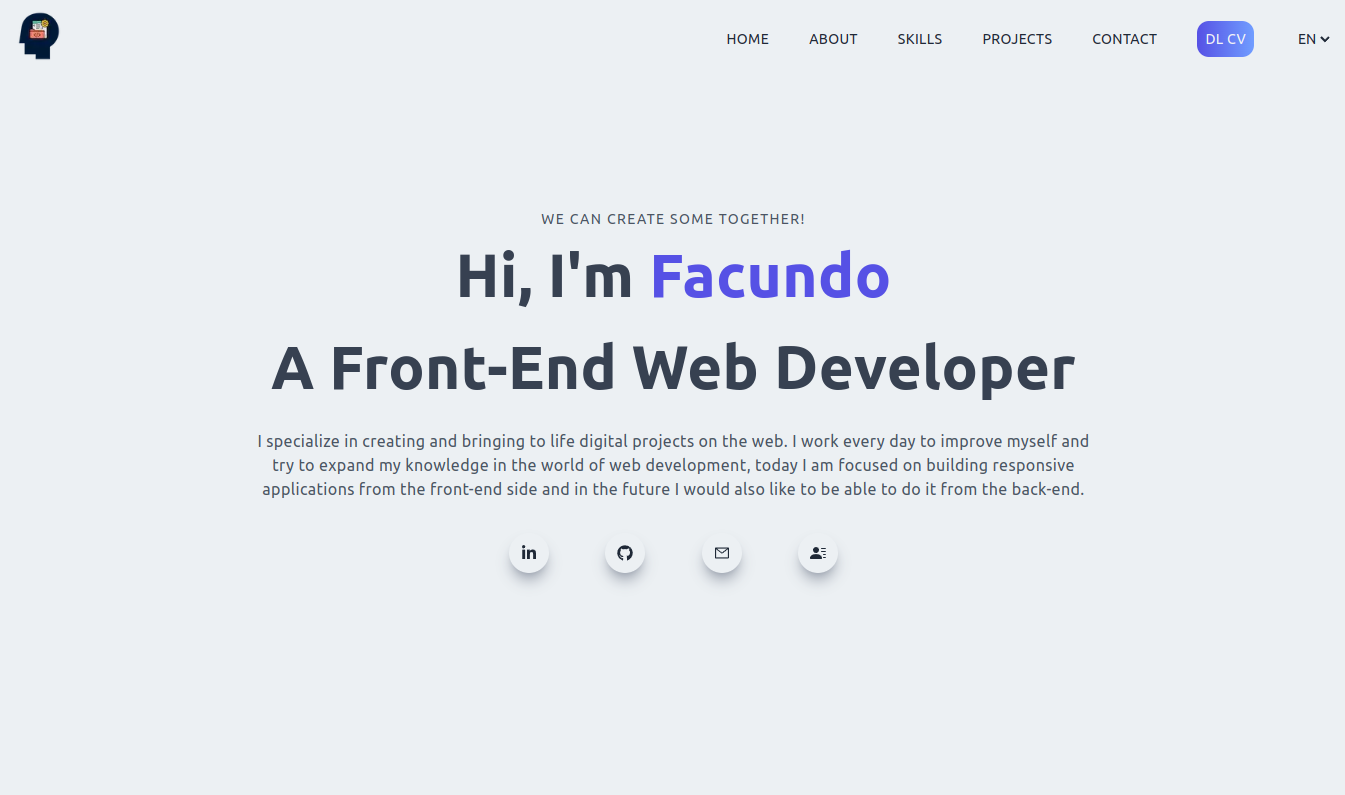 HOME ABOUT SKILLS PROJECTS CONTACT DL CV EN
WE CAN CREATE SOME TOGETHER!
Hi, I'm Facundo
A Front-End Web Developer
I specialize in creating and bringing to life digital projects on the web. I work every day to improve myself and
try to expand my knowledge in the world of web development, today I am focused on building responsive
applications from the front-end side and in the future I would also like to be able to do it from the back-end.
in